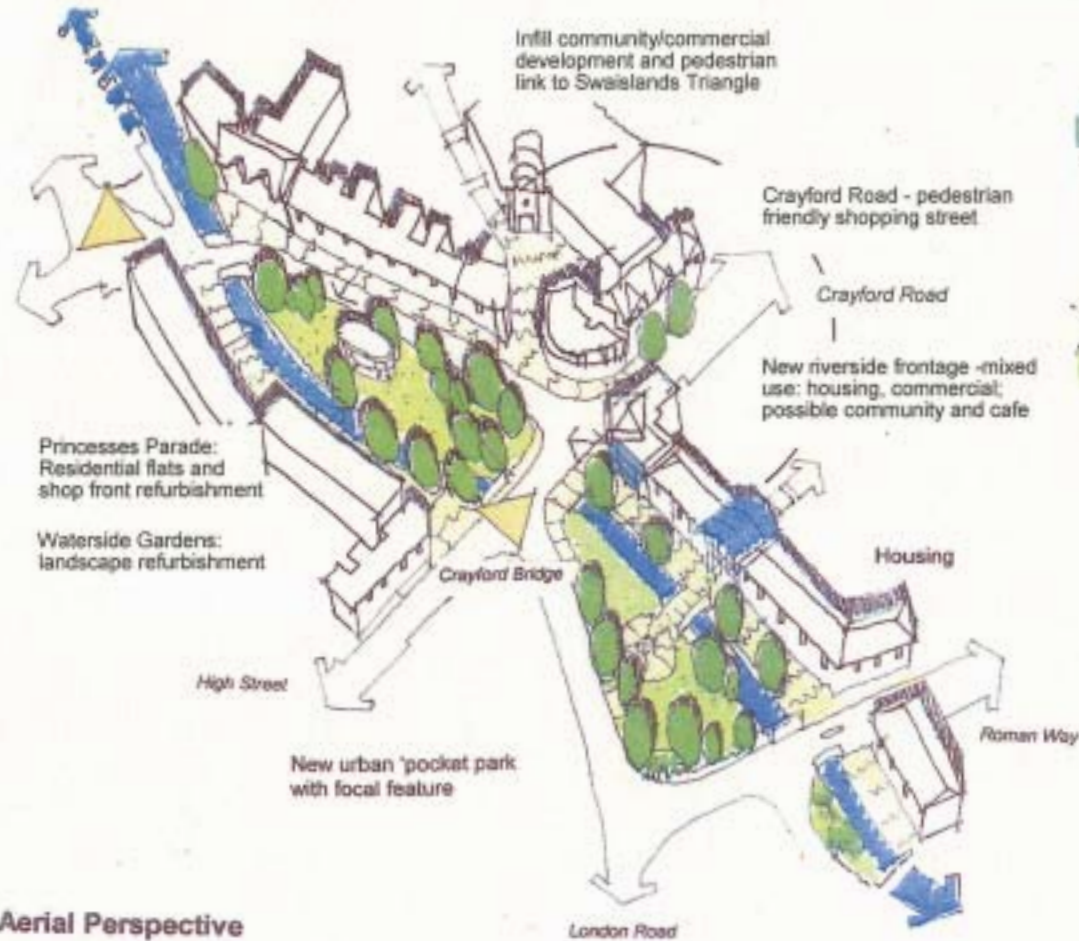 Infill community/commercial
development and pedestrian
link to Swaislands Triangle
Crayford Road - pedestrian
friendly shopping street
Crayford Road
New riverside frontage -mixed
use: housing, commercial;
possible community and cafe
Princesses Parade:
Residential flats and
shop front refurbishment
Waterside Gardens:
landscape refurbishment
Crayford Bridge
Housing
High Street
Roman Way
New urban 'pocket park
with focal feature
Aerial Perspective
London Road